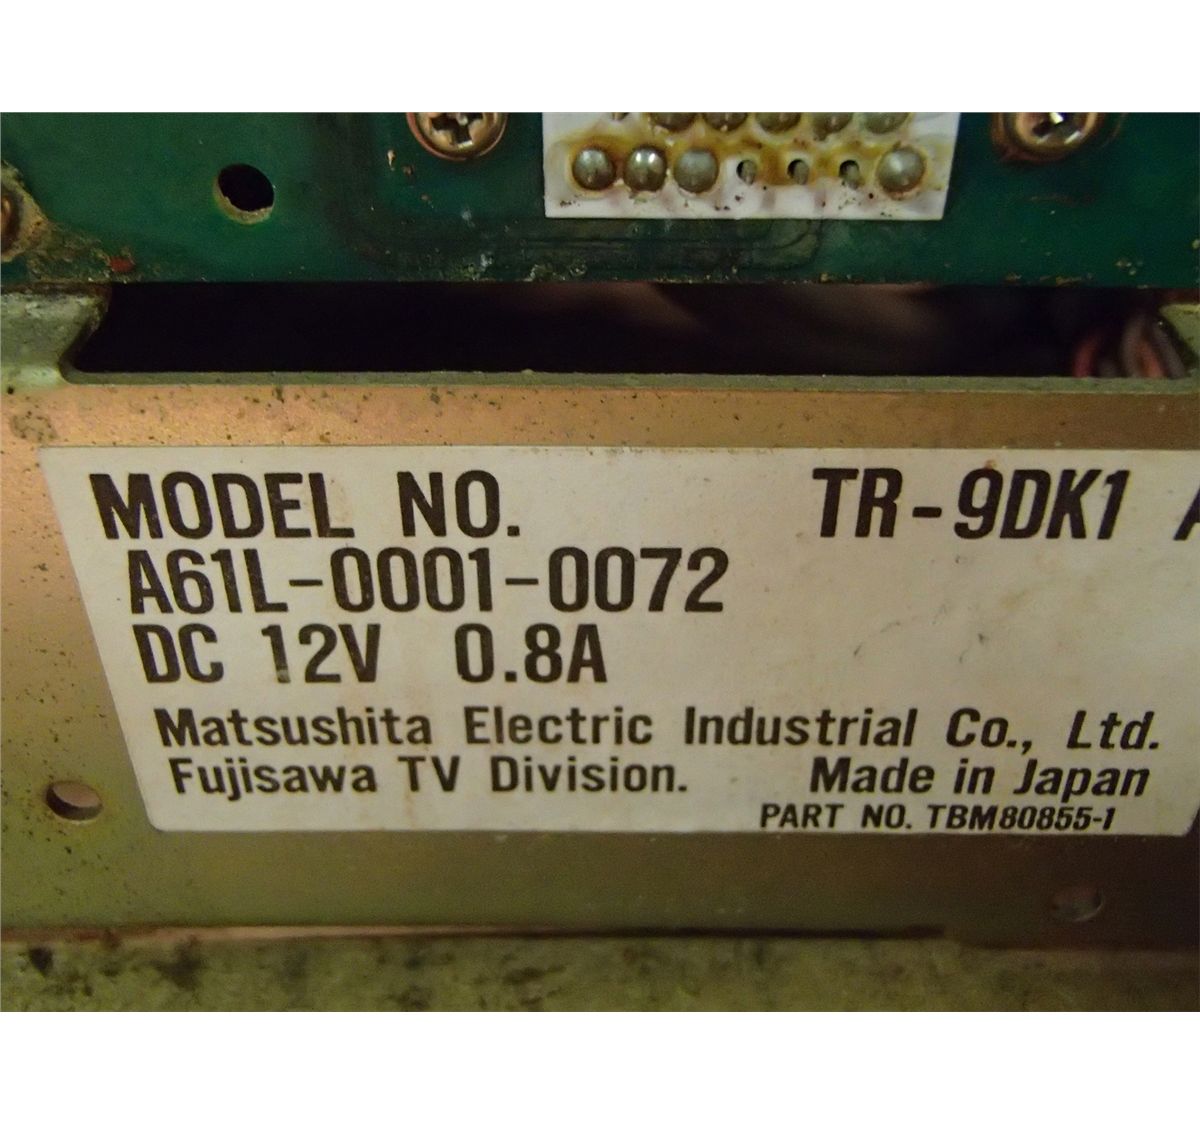 MODEL NO. TR-9DK1
A61L-0001-0072
DC 12V 0.8A
Matsushita Electric Industrial Co., Ltd.
Fujisawa TV Division. Made in Japan
PART NO. TBM80855-1